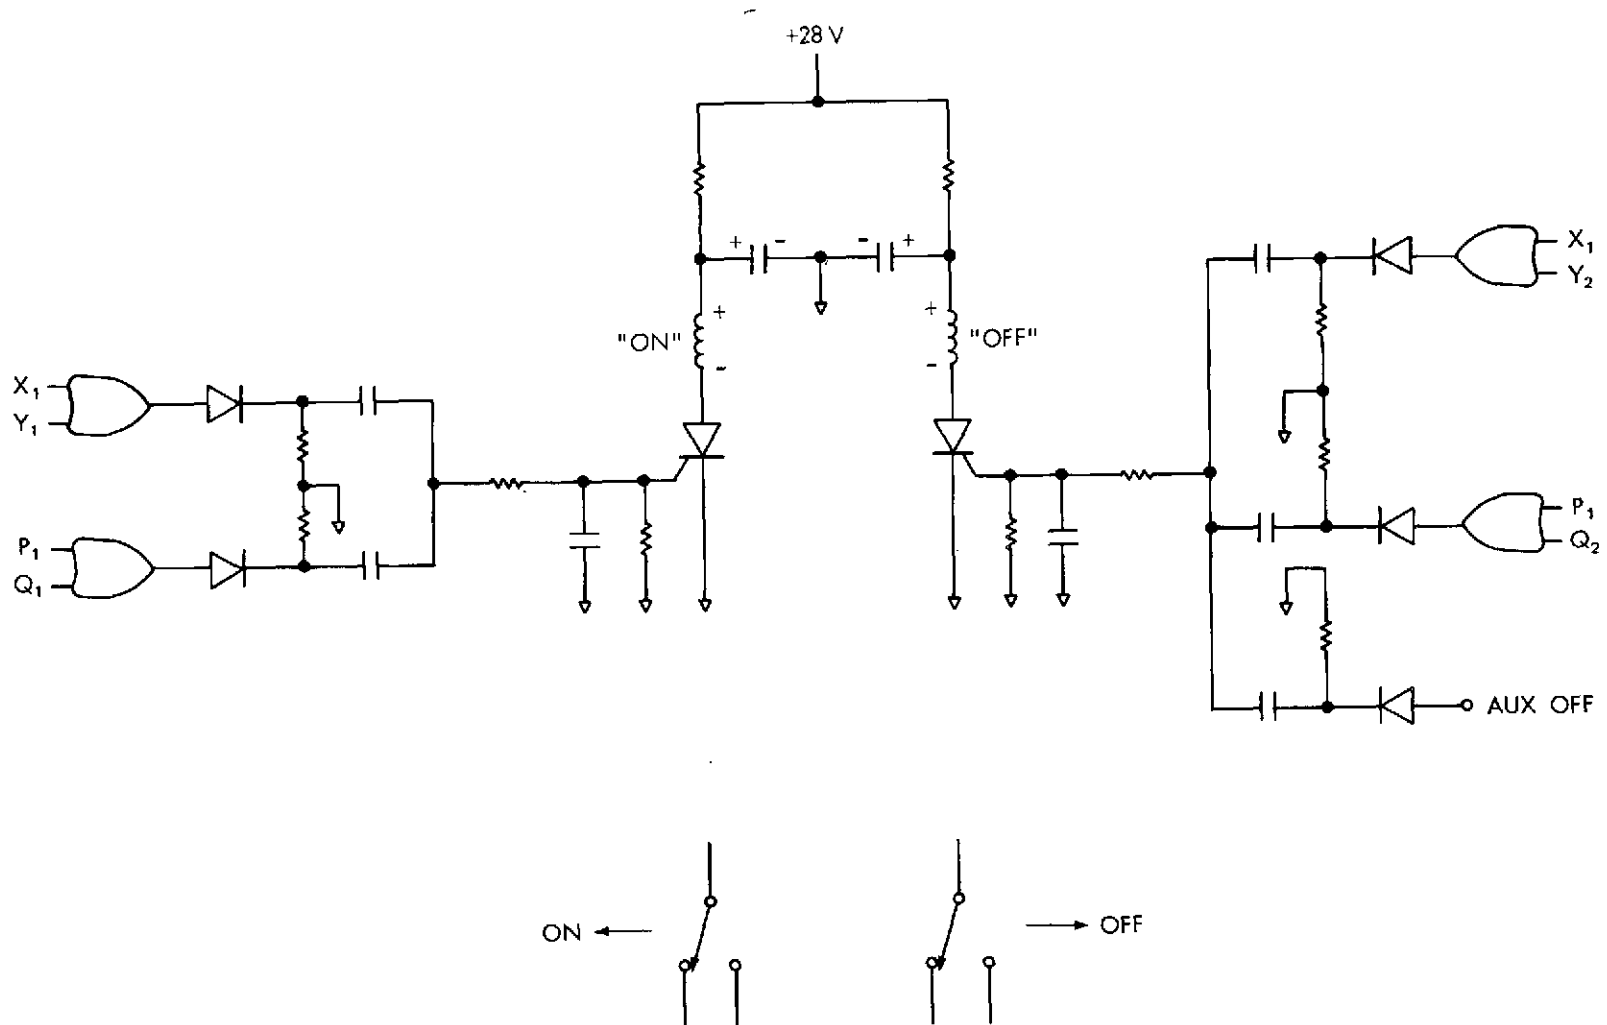 +28 V
+ - - +
+ +
"ON" "OFF"
- -
X₁
Y₁
P₁
Q₁
X₁
Y₂
P₁
Q₂
AUX OFF
ON OFF